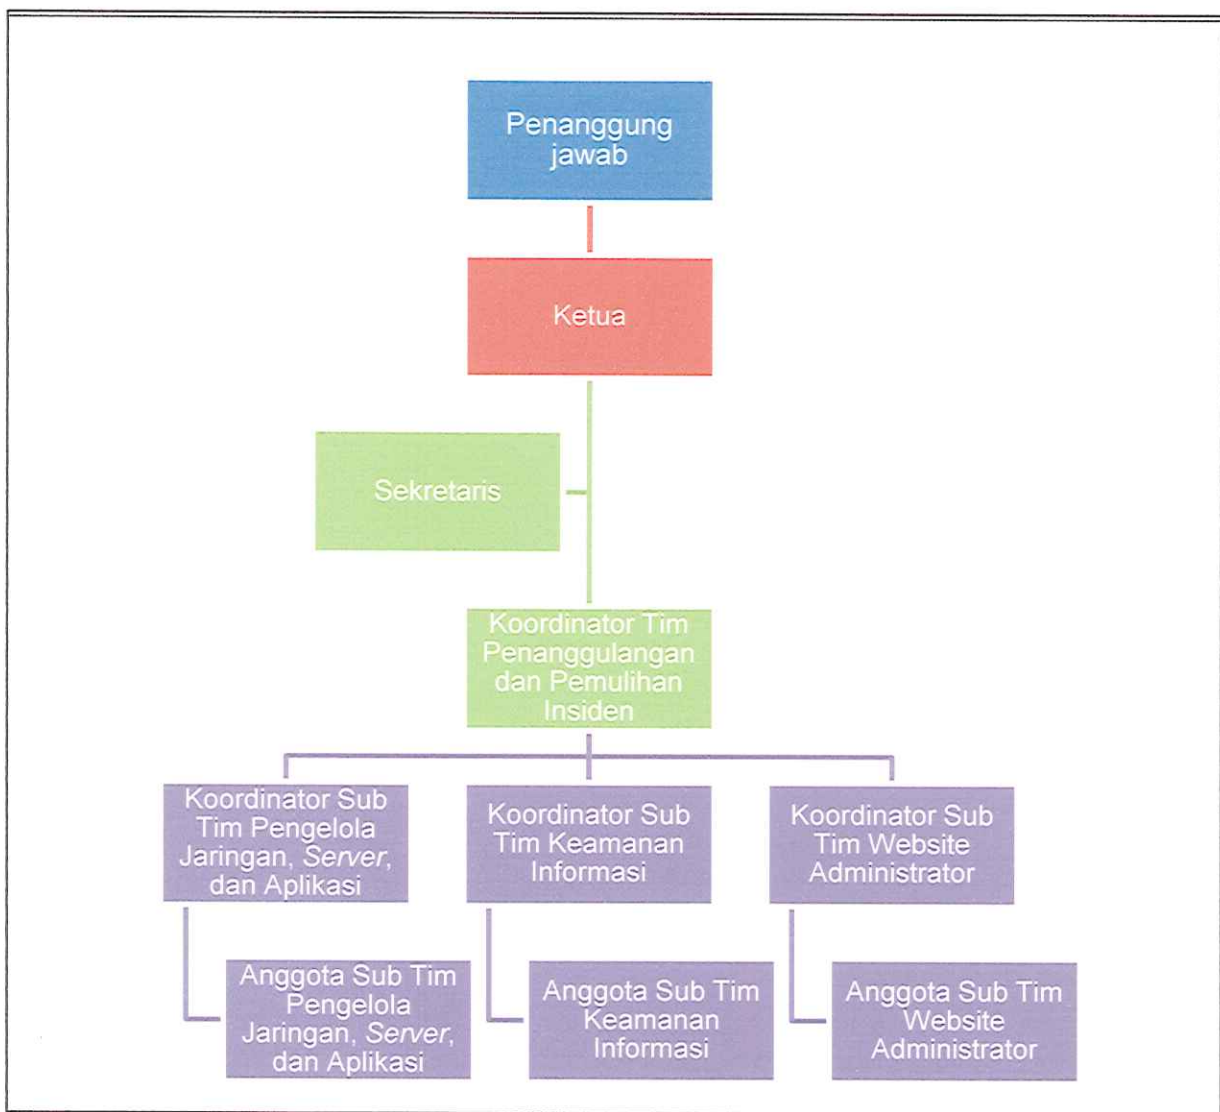 Penanggung
jawab
Ketua
Sekretaris
Koordinator Tim
Penanggulangan
dan Pemulihan
Insiden
Koordinator Sub
Tim Pengelola
Jaringan, Server,
dan Aplikasi
Koordinator Sub
Tim Keamanan
Informasi
Koordinator Sub
Tim Website
Administrator
Anggota Sub Tim
Pengelola
Jaringan, Server,
dan Aplikasi
Anggota Sub Tim
Keamanan
Informasi
Anggota Sub Tim
Website
Administrator